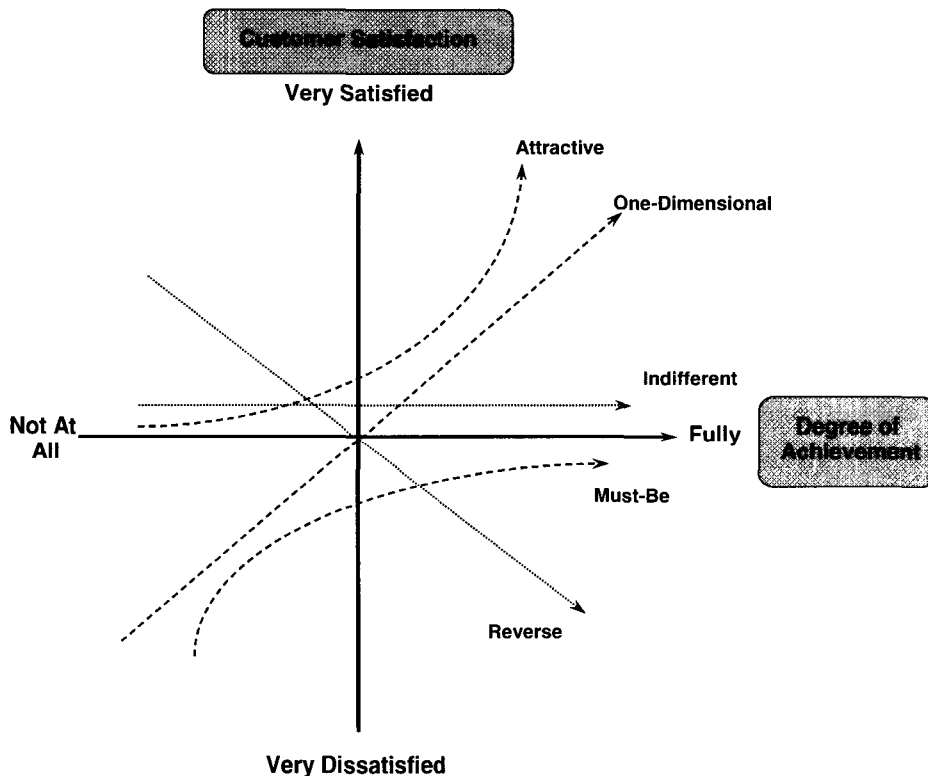 Customer Satisfaction
Very Satisfied
Attractive
One-Dimensional
Indifferent
Not At
All
Fully
Degree of
Achievement
Must-Be
Reverse
Very Dissatisfied